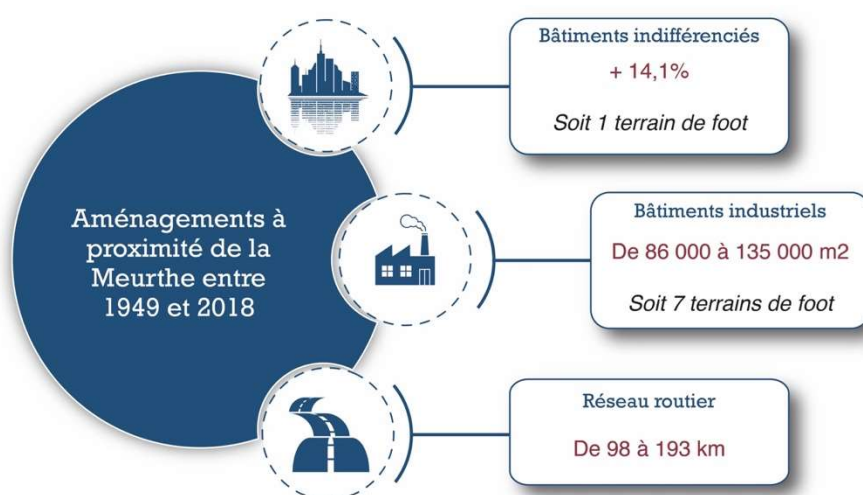 Aménagements à
proximité de la
Meurthe entre
1949 et 2018
Bâtiments indifférenciés
+ 14,1%
Soit 1 terrain de foot
Bâtiments industriels
De 86 000 à 135 000 m2
Soit 7 terrains de foot
Réseau routier
De 98 à 193 km